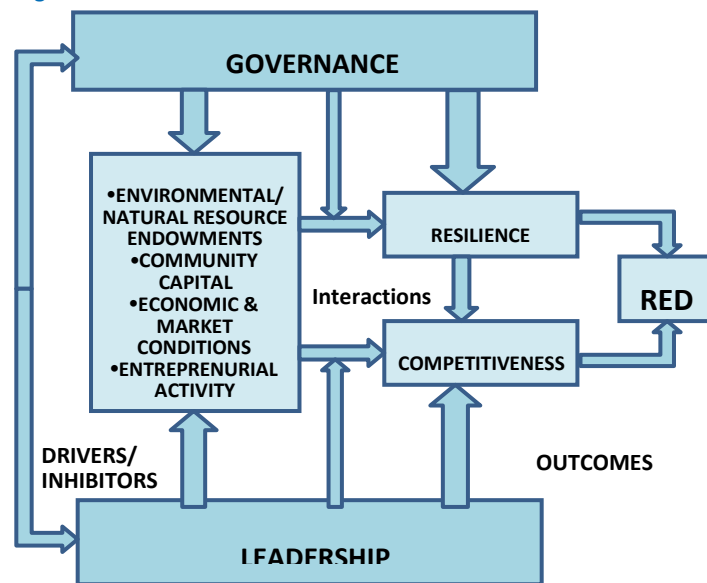 GOVERNANCE
•ENVIRONMENTAL/
NATURAL RESOURCE
ENDOWMENTS
•COMMUNITY
CAPITAL
•ECONOMIC &
MARKET
CONDITIONS
•ENTREPRENURIAL
ACTIVITY
RESILIENCE
Interactions
RED
COMPETITIVENESS
DRIVERS/
INHIBITORS
OUTCOMES
LEADERSHIP